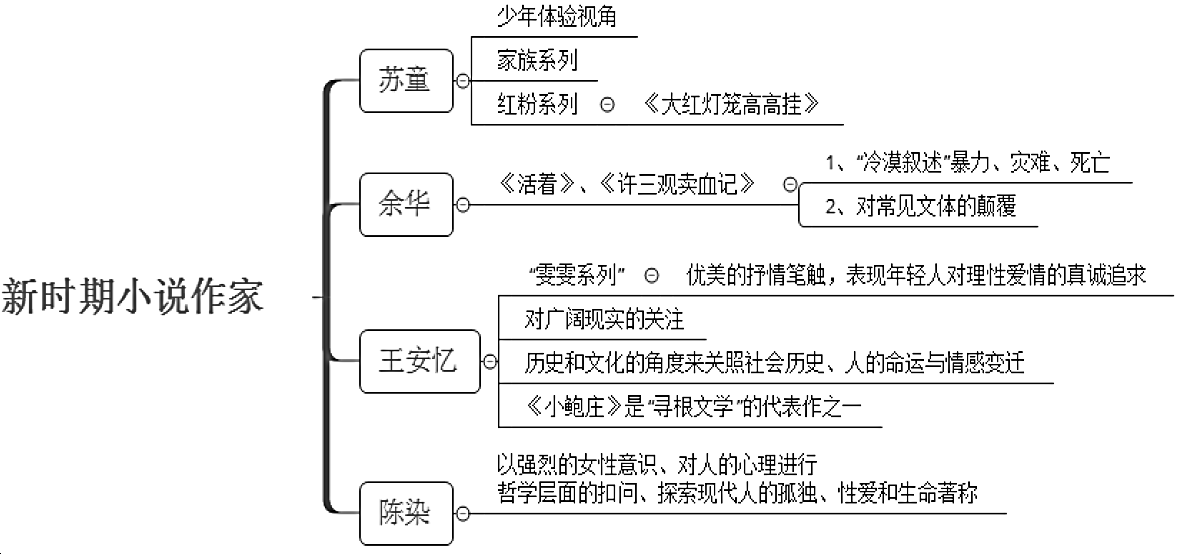 新时期小说作家
苏童
少年体验视角
家族系列
红粉系列 《大红灯笼高高挂》
余华
《活着》、《许三观卖血记》
1、“冷漠叙述”暴力、灾难、死亡
2、对常见文体的颠覆
王安忆
“雯雯系列” 优美的抒情笔触，表现年轻人对理性爱情的真诚追求
对广阔现实的关注
历史和文化的角度来关照社会历史、人的命运与情感变迁
《小鲍庄》是“寻根文学”的代表作之一
陈染
以强烈的女性意识、对人的心理进行
哲学层面的扣问、探索现代人的孤独、性爱和生命著称